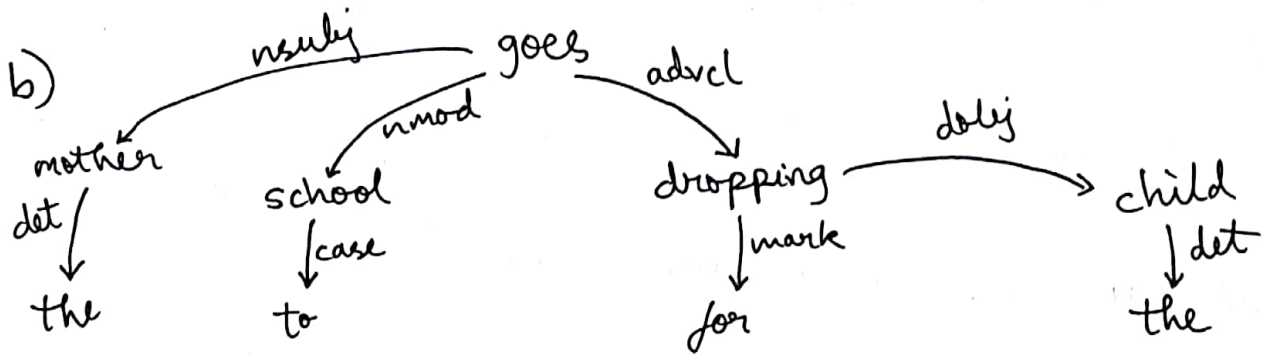 b)
nsubj goes advcl
nmod dobj
mother school dropping child
det case mark det
the to for the